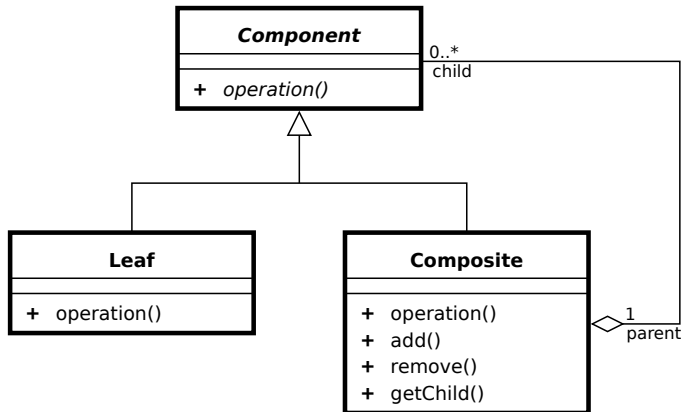 Component
+ operation()
0..*
child
Leaf
+ operation()
Composite
+ operation()
+ add()
+ remove()
+ getChild()
1
parent